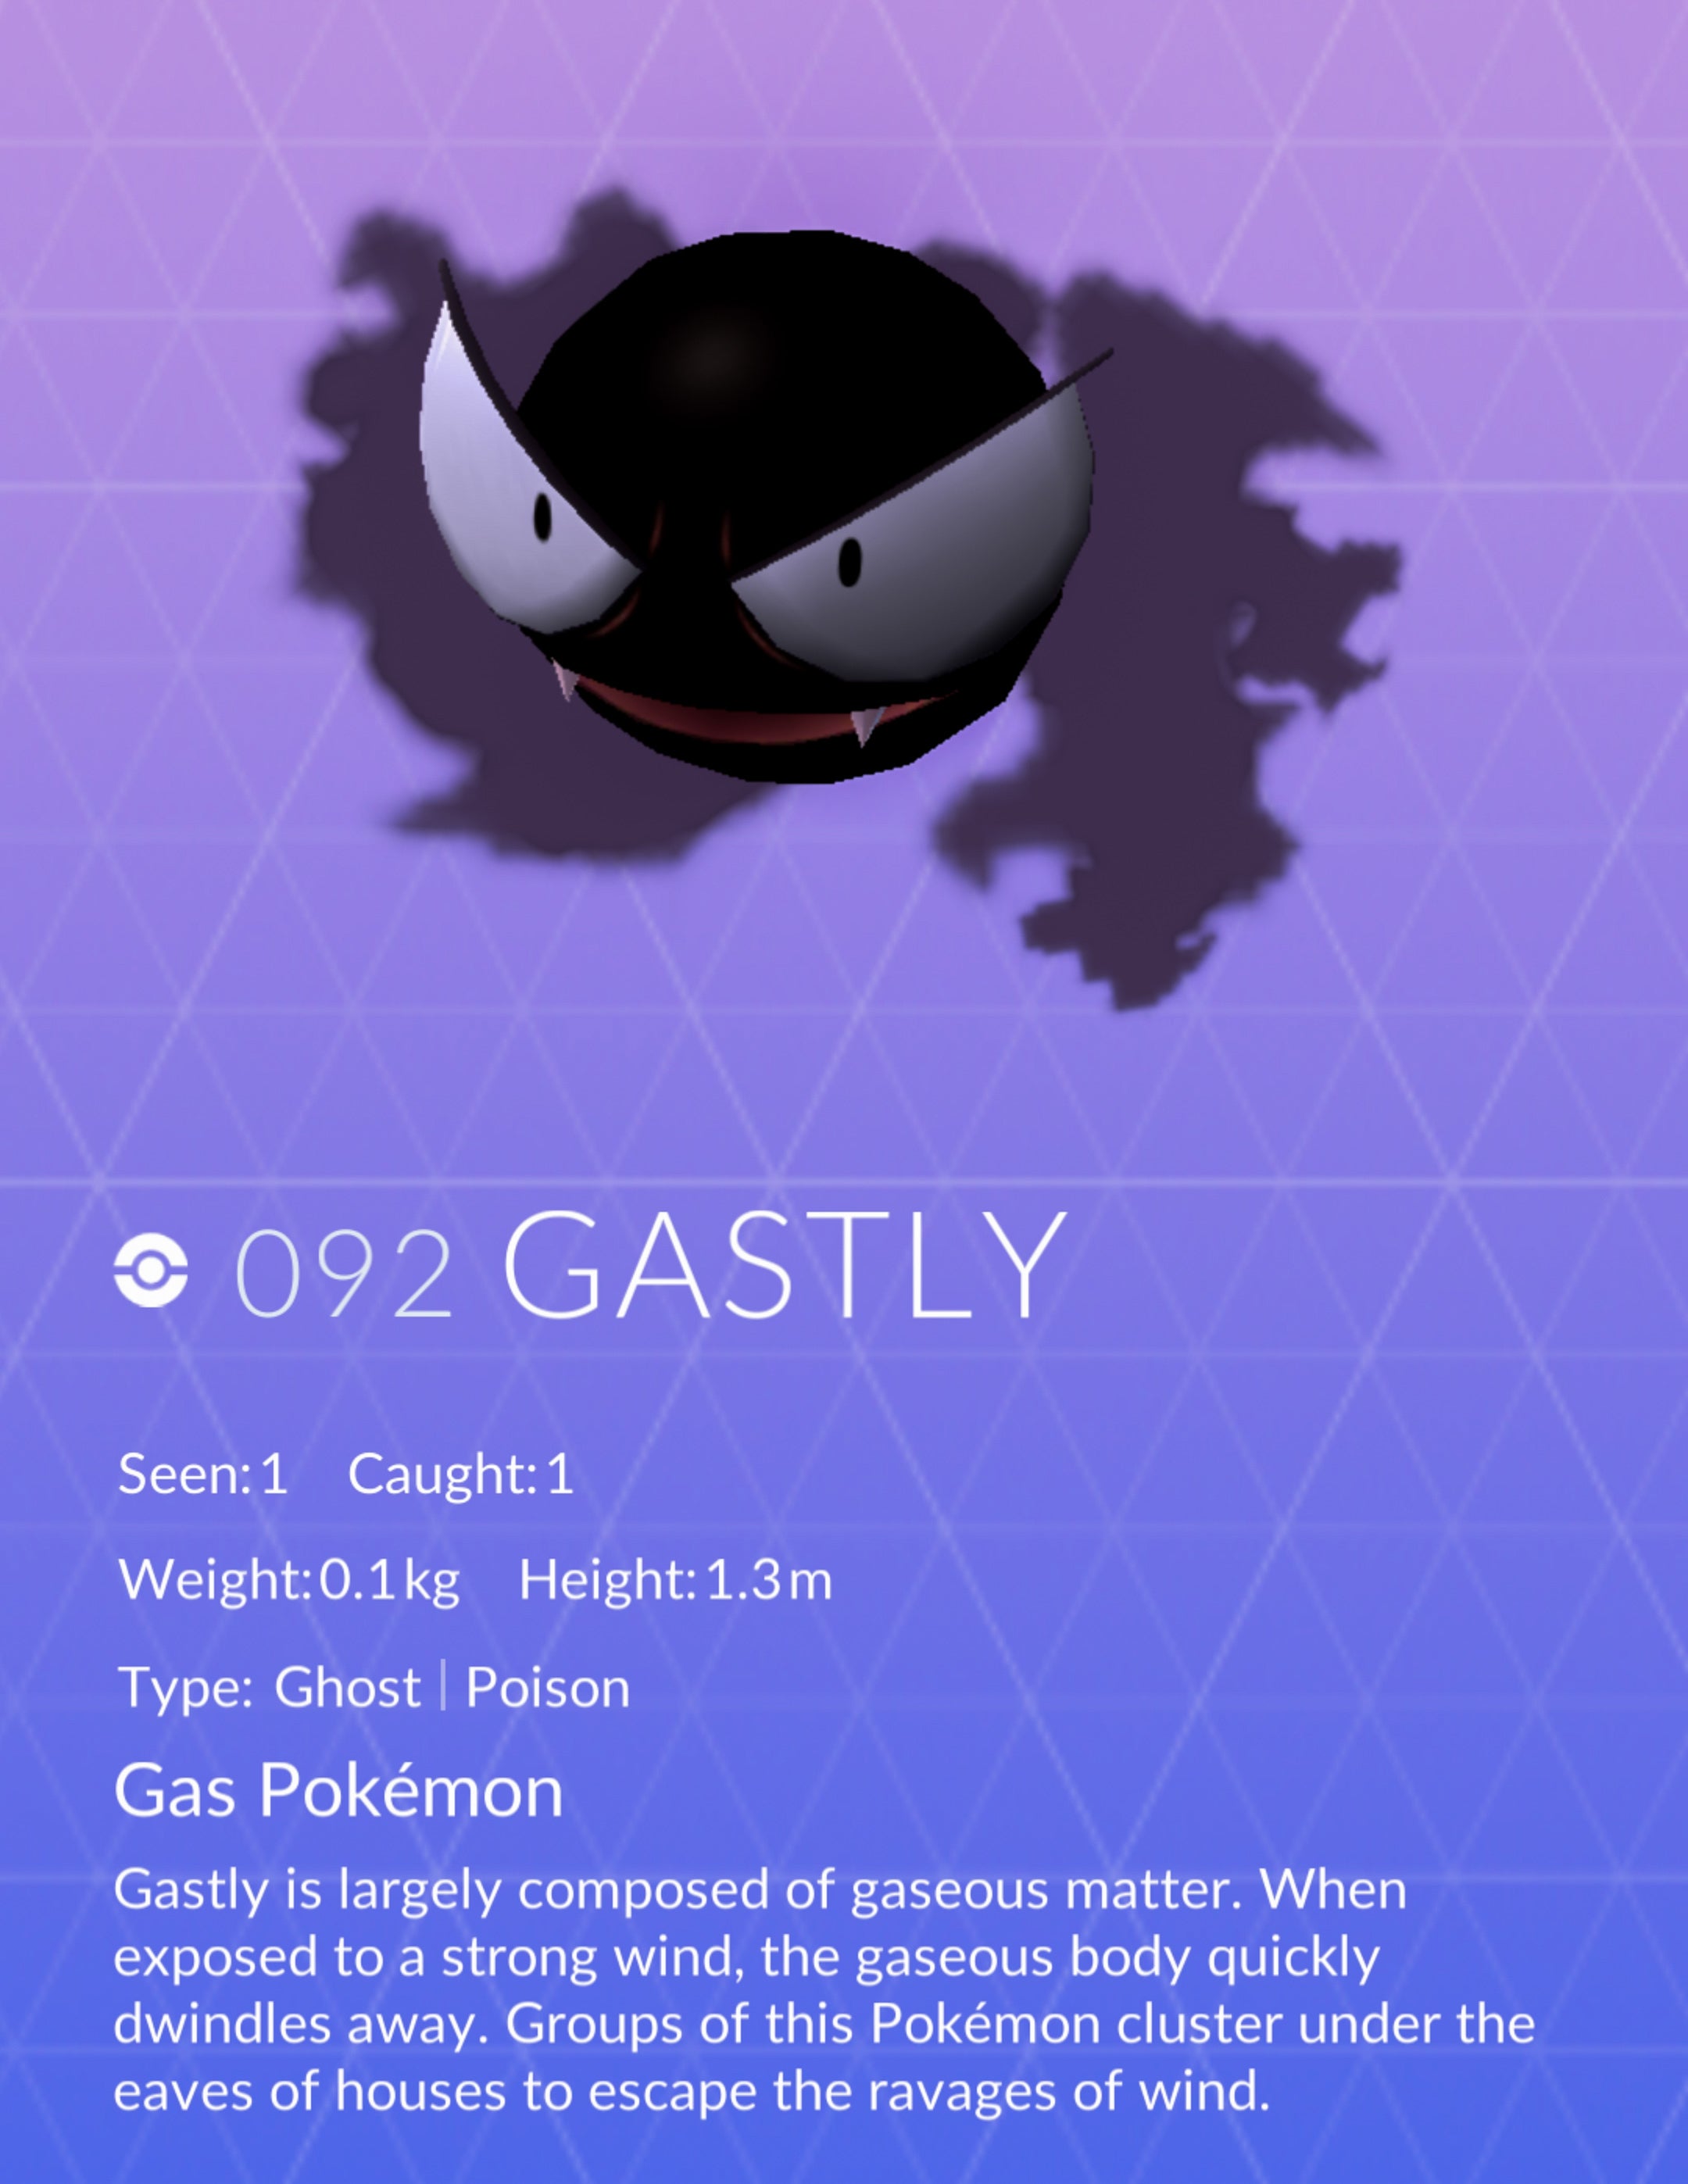 092 GASTLY
Seen: 1 Caught: 1
Weight: 0.1 kg Height: 1.3 m
Type: Ghost | Poison
Gas Pokémon
Gastly is largely composed of gaseous matter. When
exposed to a strong wind, the gaseous body quickly
dwindles away. Groups of this Pokémon cluster under the
eaves of houses to escape the ravages of wind.